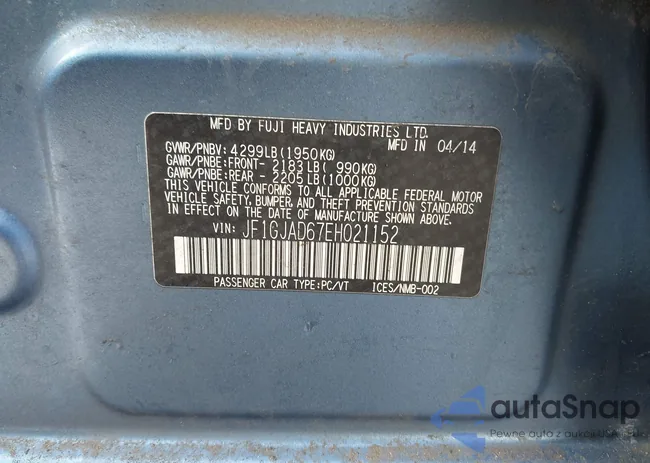 MFD BY FUJI HEAVY INDUSTRIES LTD.
MFD IN 04/14
GVWR/PNBV: 4299LB(1950KG)
GAWR/PNBE: FRONT- 2183LB( 990KG)
GAWR/PNBE: REAR - 2205LB(1000KG)
THIS VEHICLE CONFORMS TO ALL APPLICABLE FEDERAL MOTOR
VEHICLE SAFETY, BUMPER, AND THEFT PREVENTION STANDARDS
IN EFFECT ON THE DATE OF MANUFACTURE SHOWN ABOVE.
VIN: JF1GJAD67EH021152
PASSENGER CAR TYPE:PC/VT ICES/NMB-002
autaSnap
Pewne auta z aukcji